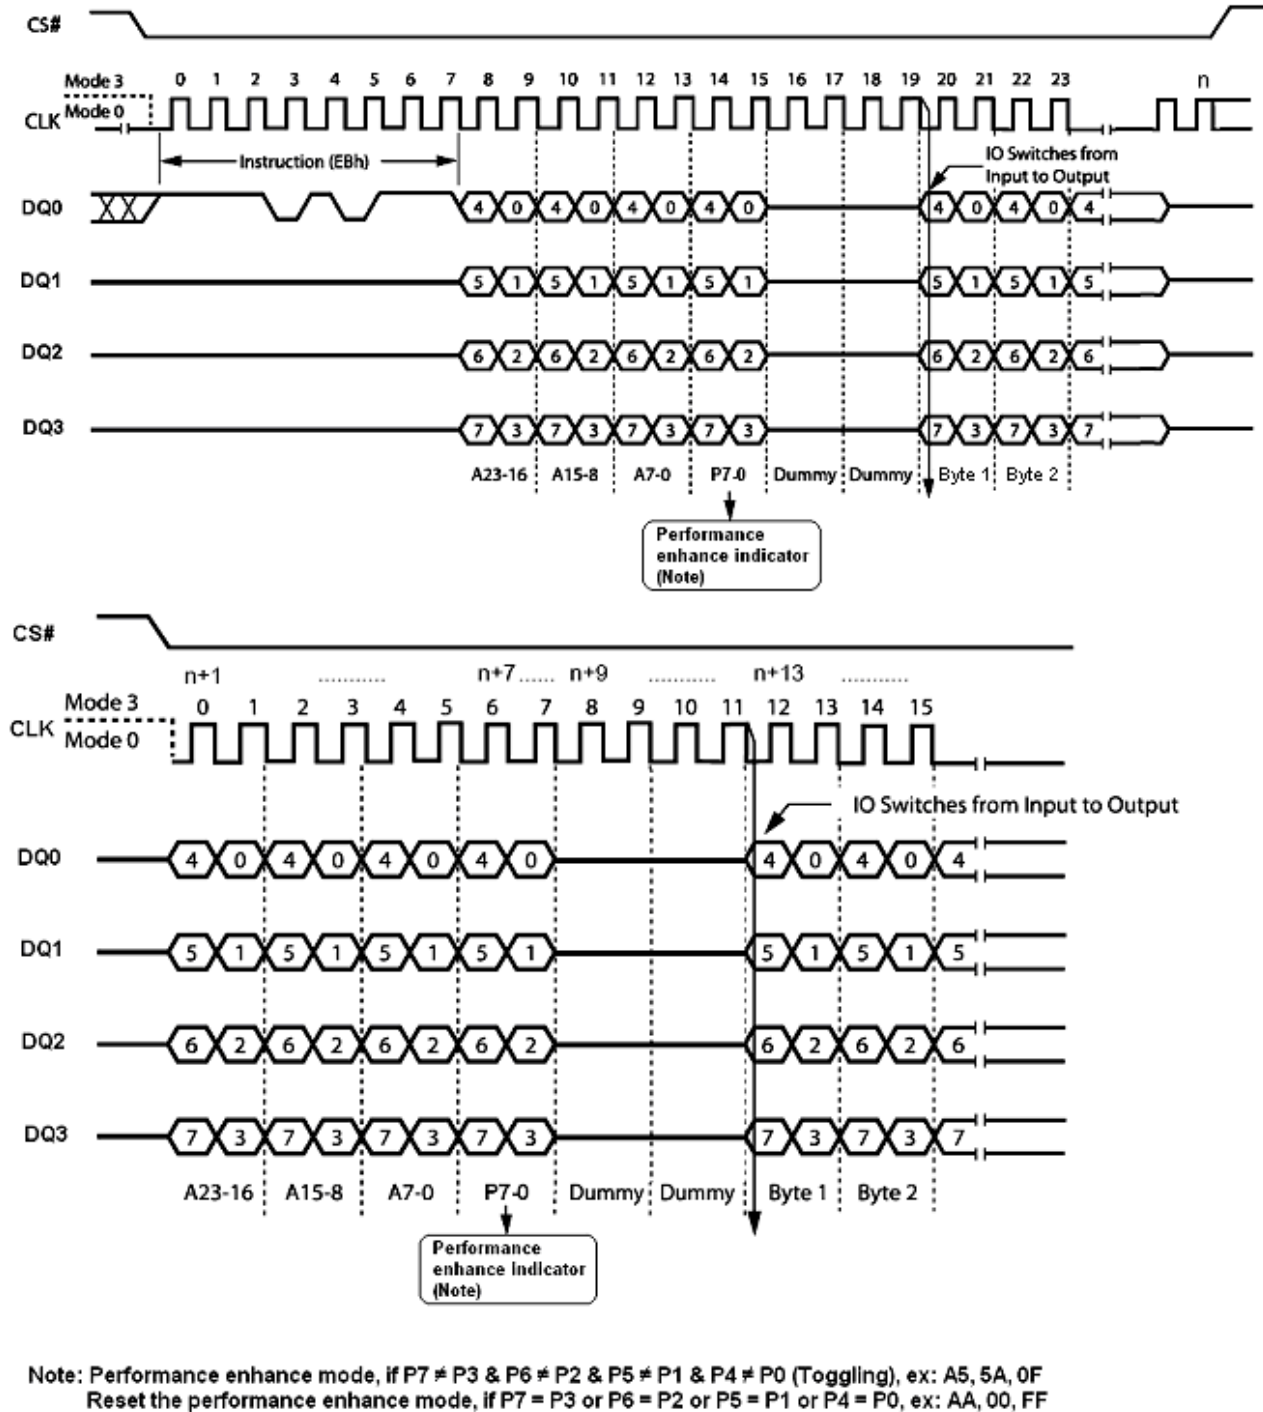 CS#
Mode 3
0 1 2 3 4 5 6 7 8 9 10 11 12 13 14 15 16 17 18 19 20 21 22 23 n
Mode 0
CLK
Instruction (EBh)
IO Switches from
Input to Output
DQ0 4 0 4 0 4 0 4 0 4 0 4 0 4
DQ1 5 1 5 1 5 1 5 1 5 1 5 1 5
DQ2 6 2 6 2 6 2 6 2 6 2 6 2 6
DQ3 7 3 7 3 7 3 7 3 7 3 7 3 7
A23-16 A15-8 A7-0 P7-0 Dummy Dummy Byte 1 Byte 2
Performance
enhance indicator
(Note)
CS#
n+1 ........... n+7 ...... n+9 ........... n+13 ...........
Mode 3
0 1 2 3 4 5 6 7 8 9 10 11 12 13 14 15
CLK
Mode 0
IO Switches from Input to Output
DQ0 4 0 4 0 4 0 4 0 4 0 4 0 4
DQ1 5 1 5 1 5 1 5 1 5 1 5 1 5
DQ2 6 2 6 2 6 2 6 2 6 2 6 2 6
DQ3 7 3 7 3 7 3 7 3 7 3 7 3 7
A23-16 A15-8 A7-0 P7-0 Dummy Dummy Byte 1 Byte 2
Performance
enhance indicator
(Note)
Note: Performance enhance mode, if P7 ≠ P3 & P6 ≠ P2 & P5 ≠ P1 & P4 ≠ P0 (Toggling), ex: A5, 5A, 0F
Reset the performance enhance mode, if P7 = P3 or P6 = P2 or P5 = P1 or P4 = P0, ex: AA, 00, FF